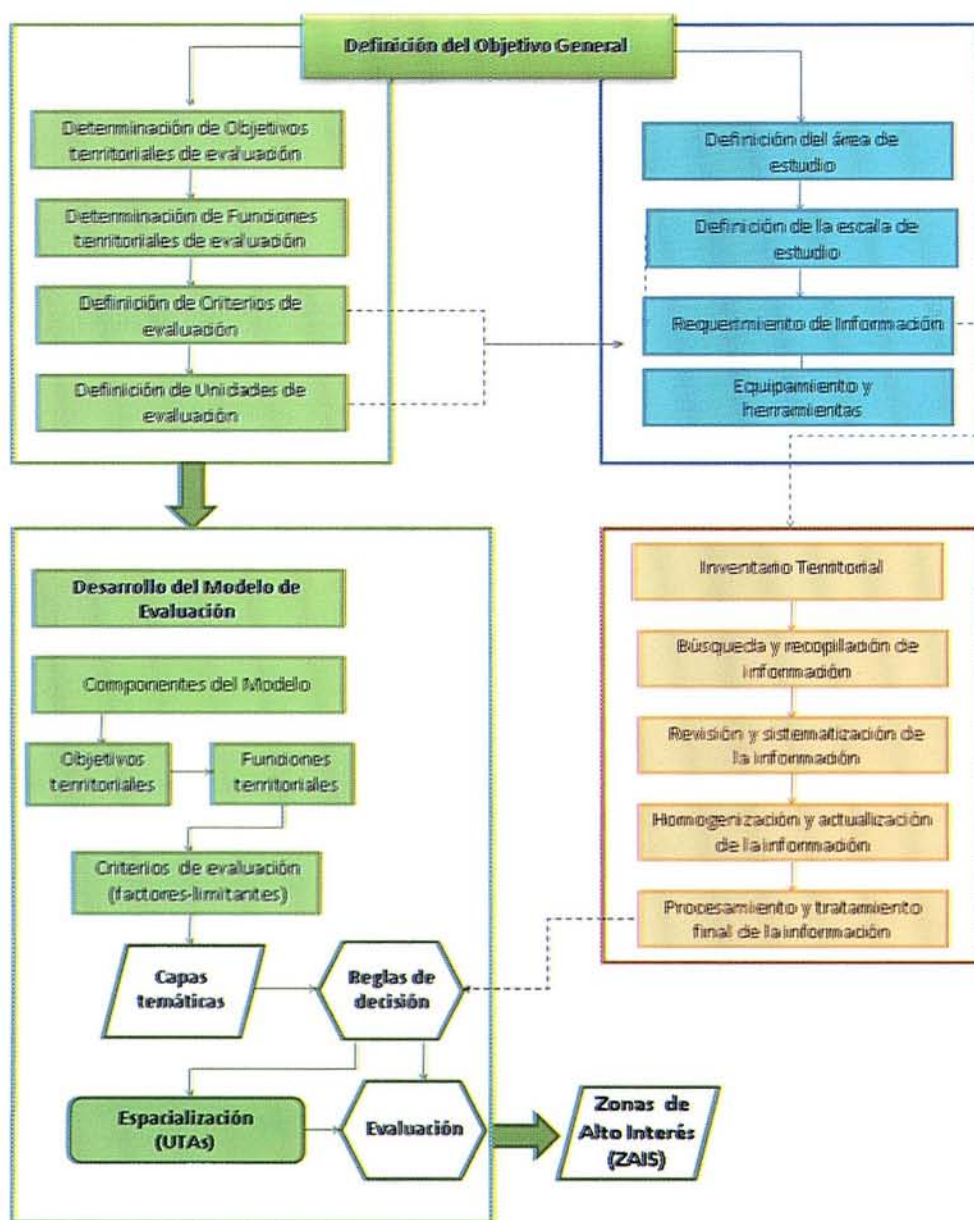 Definición del Objetivo General
Determinación de Objetivos
territoriales de evaluación
Determinación de Funciones
territoriales de evaluación
Definición de Criterios de
evaluación
Definición de Unidades de
evaluación
Definición del área de
estudio
Definición de la escala de
estudio
Requerimiento de Información
Equipamiento y
herramientas
Desarrollo del Modelo de
Evaluación
Componentes del Modelo
Objetivos
territoriales
Funciones
territoriales
Criterios de evaluación
(factores-limitantes)
Capas
temáticas
Reglas de
decisión
Espacialización
(UTAs)
Evaluación
Zonas de
Alto Interés
(ZAIS)
Inventario Territorial
Búsqueda y recopilación de
información
Revisión y sistematización de
la información
Homogenización y actualización
de la información
Procesamiento y tratamiento
final de la información